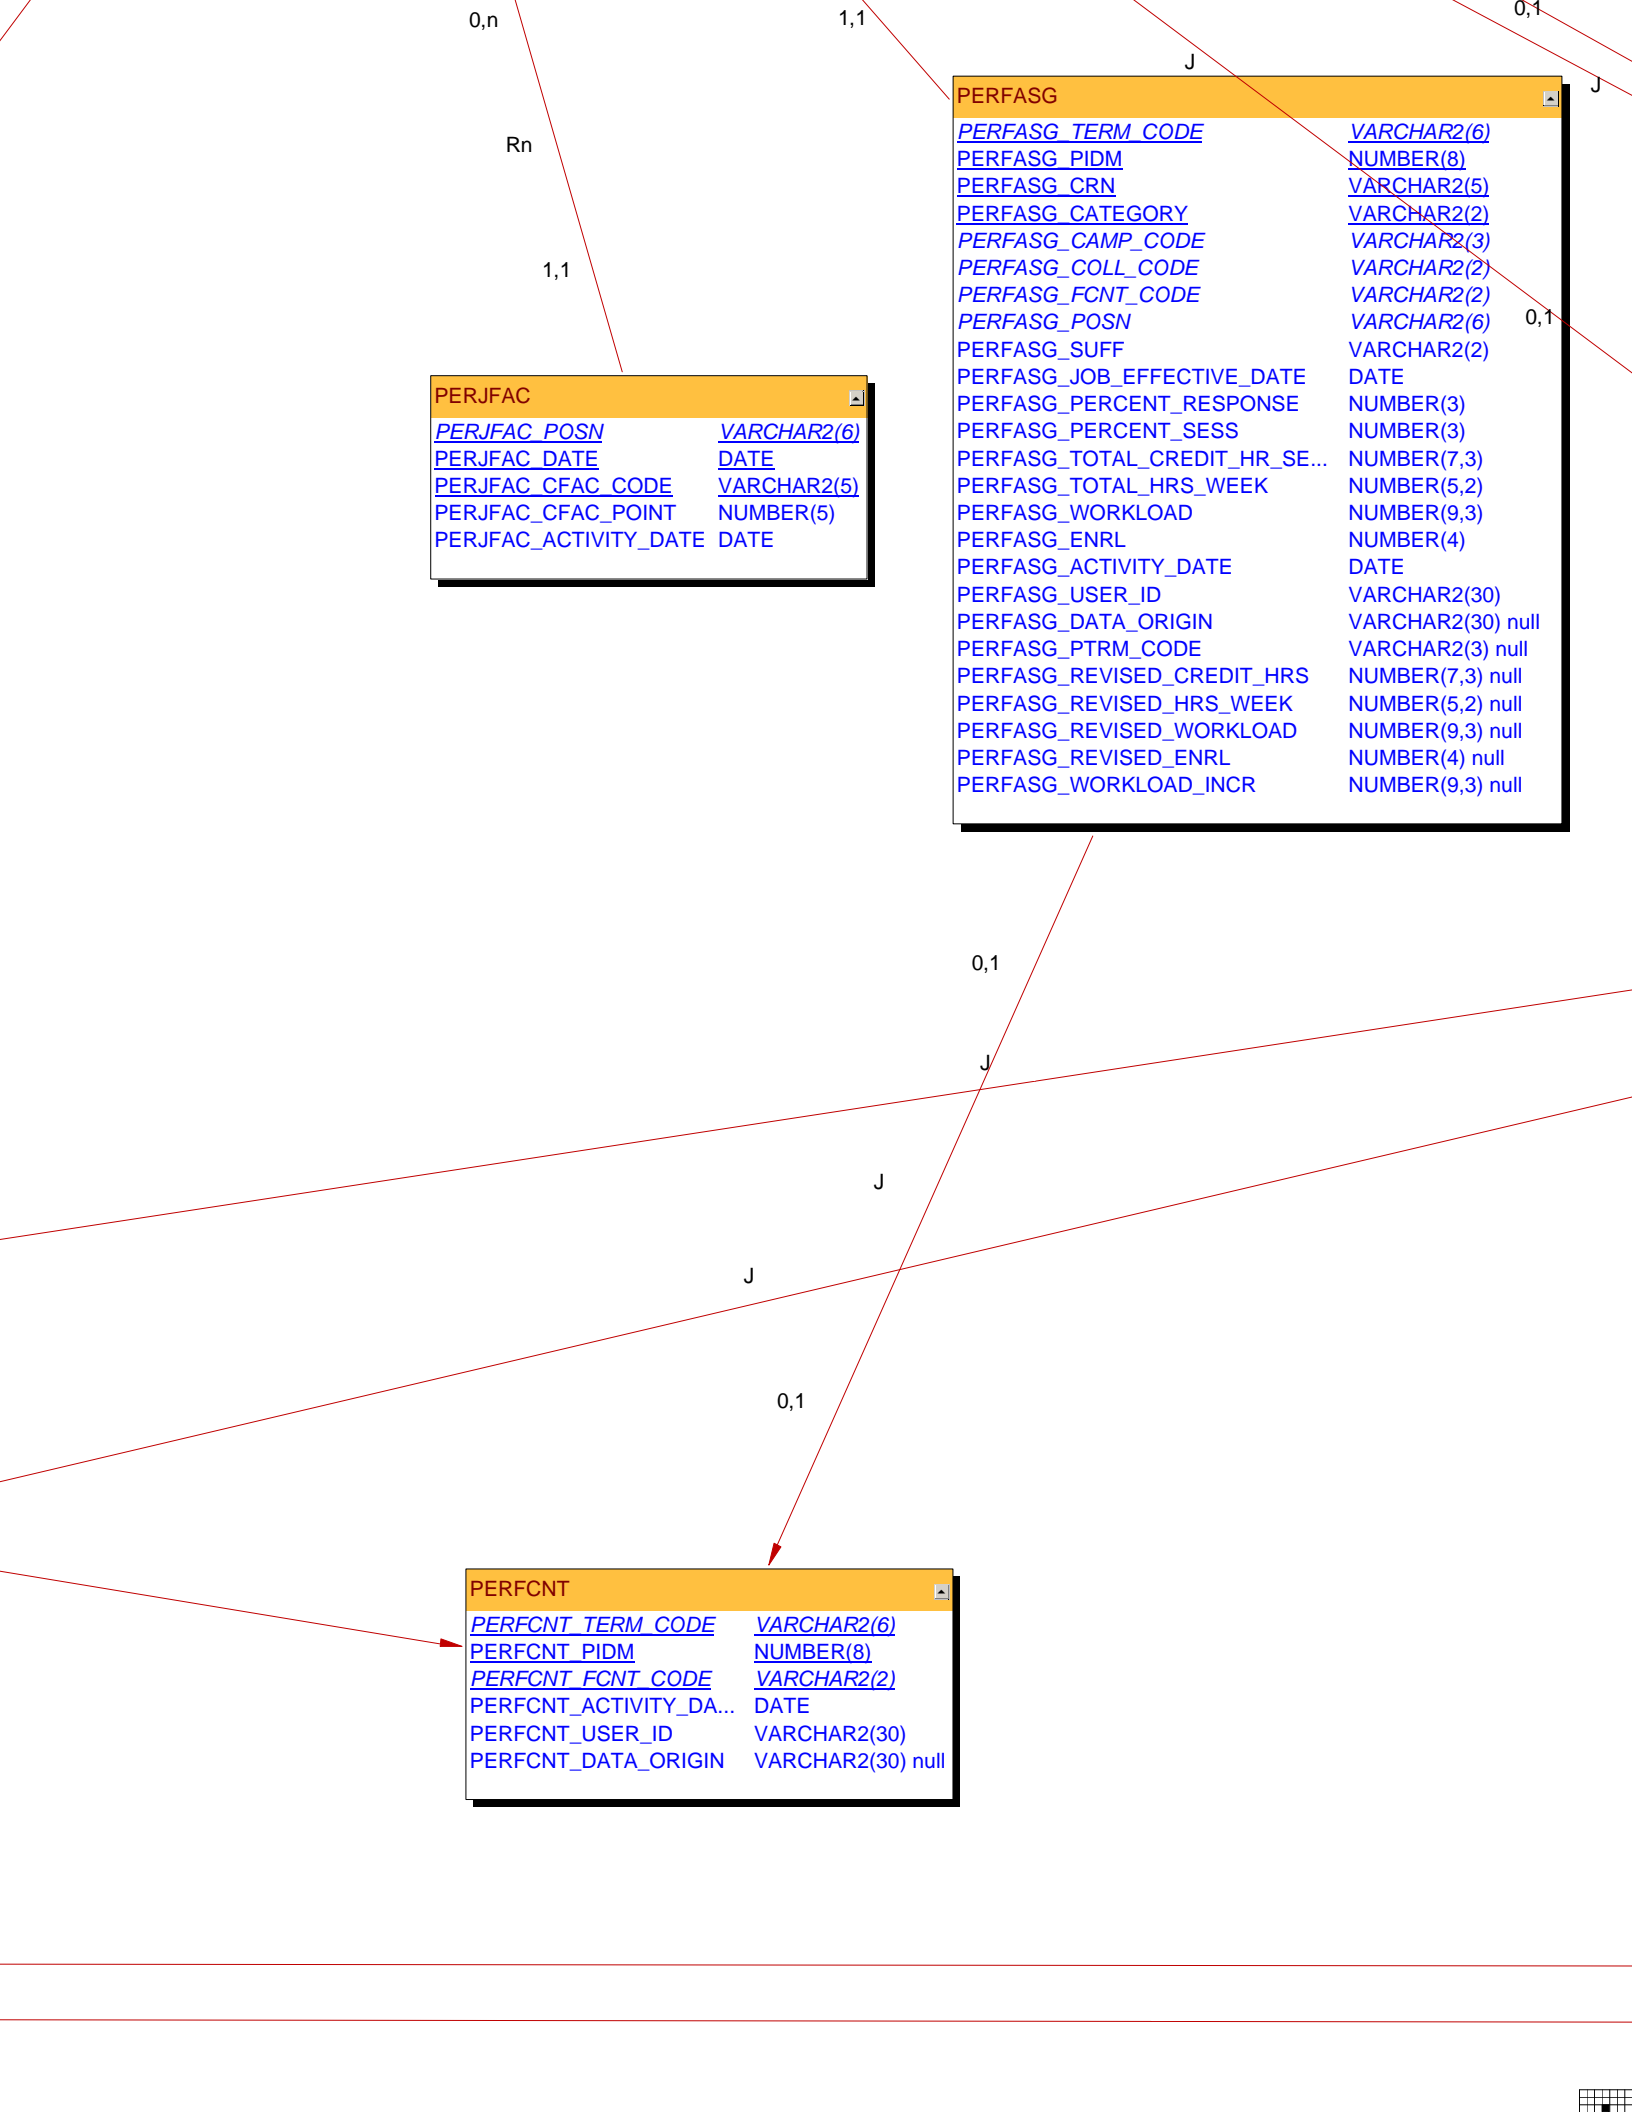 0,n
1,1
0,1
J
J
Rn
1,1
0,1
PERFASG
PERFASG_TERM_CODE VARCHAR2(6)
PERFASG_PIDM NUMBER(8)
PERFASG_CRN VARCHAR2(5)
PERFASG_CATEGORY VARCHAR2(2)
PERFASG_CAMP_CODE VARCHAR2(3)
PERFASG_COLL_CODE VARCHAR2(2)
PERFASG_FCNT_CODE VARCHAR2(2)
PERFASG_POSN VARCHAR2(6)
PERFASG_SUFF VARCHAR2(2)
PERFASG_JOB_EFFECTIVE_DATE DATE
PERFASG_PERCENT_RESPONSE NUMBER(3)
PERFASG_PERCENT_SESS NUMBER(3)
PERFASG_TOTAL_CREDIT_HR_SE... NUMBER(7,3)
PERFASG_TOTAL_HRS_WEEK NUMBER(5,2)
PERFASG_WORKLOAD NUMBER(9,3)
PERFASG_ENRL NUMBER(4)
PERFASG_ACTIVITY_DATE DATE
PERFASG_USER_ID VARCHAR2(30)
PERFASG_DATA_ORIGIN VARCHAR2(30) null
PERFASG_PTRM_CODE VARCHAR2(3) null
PERFASG_REVISED_CREDIT_HRS NUMBER(7,3) null
PERFASG_REVISED_HRS_WEEK NUMBER(5,2) null
PERFASG_REVISED_WORKLOAD NUMBER(9,3) null
PERFASG_REVISED_ENRL NUMBER(4) null
PERFASG_WORKLOAD_INCR NUMBER(9,3) null
PERJFAC
PERJFAC_POSN VARCHAR2(6)
PERJFAC_DATE DATE
PERJFAC_CFAC_CODE VARCHAR2(5)
PERJFAC_CFAC_POINT NUMBER(5)
PERJFAC_ACTIVITY_DATE DATE
0,1
J
J
J
0,1
PERFCNT
PERFCNT_TERM_CODE VARCHAR2(6)
PERFCNT_PIDM NUMBER(8)
PERFCNT_FCNT_CODE VARCHAR2(2)
PERFCNT_ACTIVITY_DA... DATE
PERFCNT_USER_ID VARCHAR2(30)
PERFCNT_DATA_ORIGIN VARCHAR2(30) null